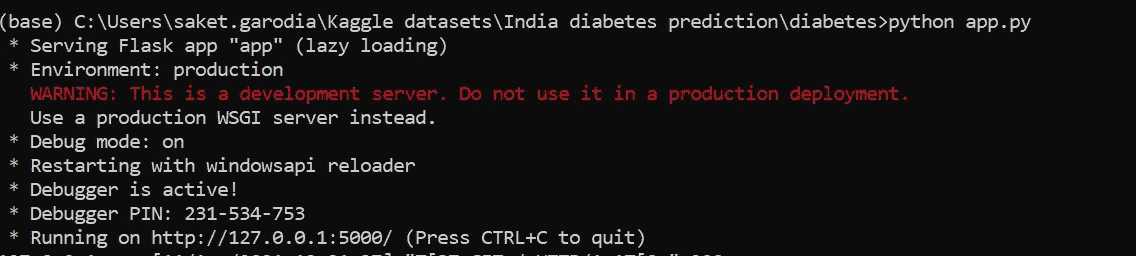 (base) C:\Users\saket.garodia\Kaggle datasets\India diabetes prediction\diabetes>python app.py
* Serving Flask app "app" (lazy loading)
* Environment: production
WARNING: This is a development server. Do not use it in a production deployment.
Use a production WSGI server instead.
* Debug mode: on
* Restarting with windowsapi reloader
* Debugger is active!
* Debugger PIN: 231-534-753
* Running on http://127.0.0.1:5000/ (Press CTRL+C to quit)